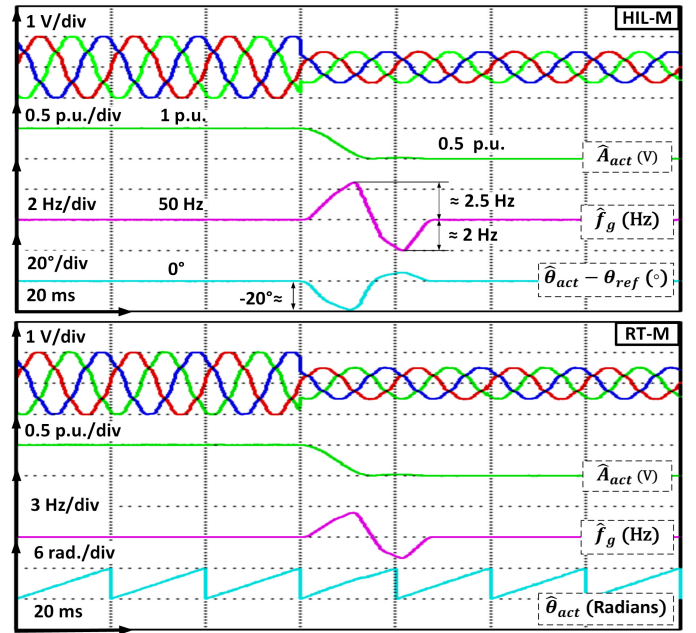 1 V/div
HIL-M
0.5 p.u./div
1 p.u.
0.5 p.u.
Â_act (V)
2 Hz/div
50 Hz
≈ 2.5 Hz
f̂_g (Hz)
≈ 2 Hz
20°/div
0°
θ̂_act − θ_ref (∘)
20 ms
-20°≈
1 V/div
RT-M
0.5 p.u./div
Â_act (V)
3 Hz/div
f̂_g (Hz)
6 rad./div
20 ms
θ̂_act (Radians)